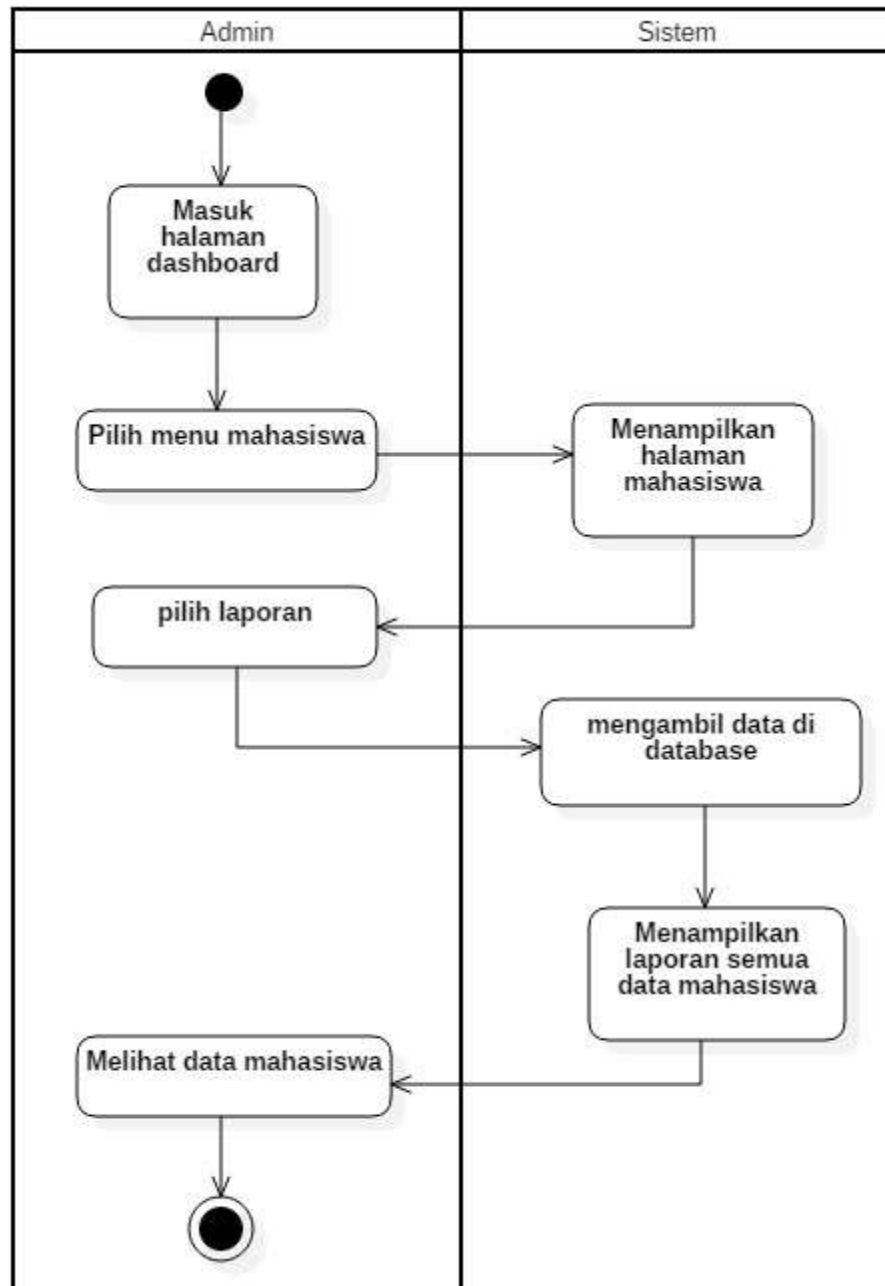 Admin
Sistem
Masuk
halaman
dashboard
Pilih menu mahasiswa
Menampilkan
halaman
mahasiswa
pilih laporan
mengambil data di
database
Menampilkan
laporan semua
data mahasiswa
Melihat data mahasiswa